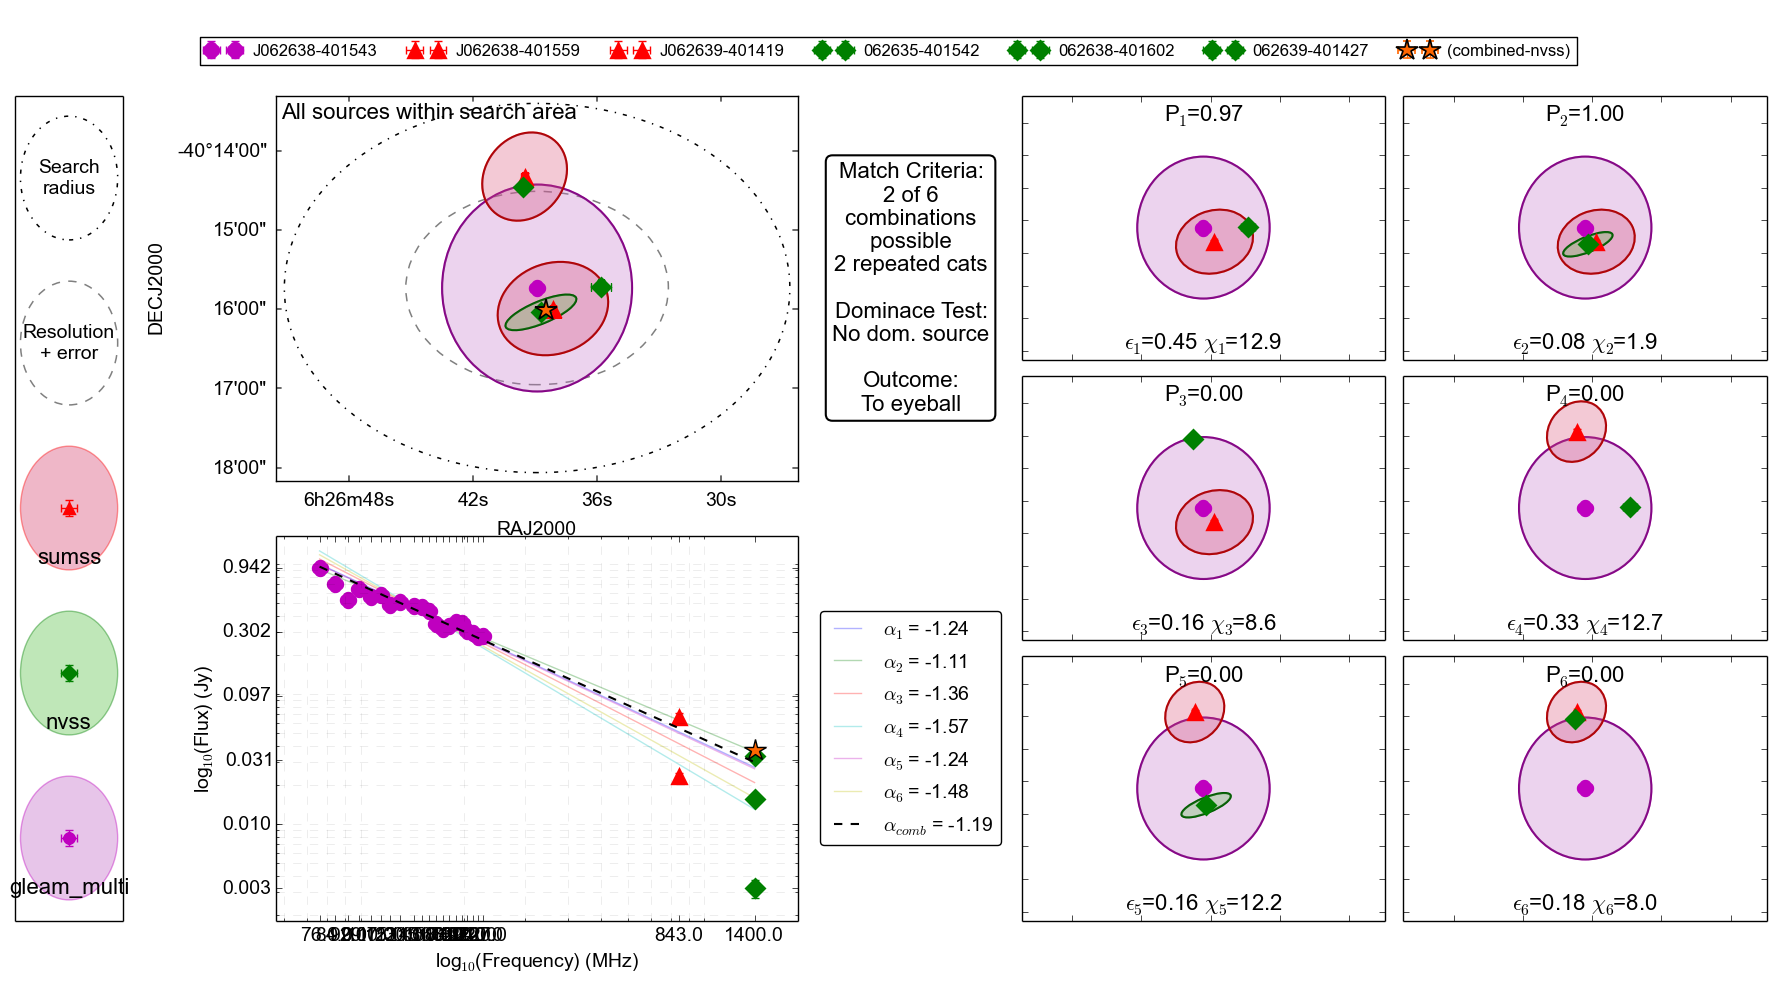 J062638-401543
J062638-401559
J062639-401419
062635-401542
062638-401602
062639-401427
(combined-nvss)
Search
radius
Resolution
+ error
sumss
nvss
gleam_multi
All sources within search area
DECJ2000
-40°14'00"
15'00"
16'00"
17'00"
18'00"
6h26m48s
42s
36s
30s
RAJ2000
Match Criteria:
2 of 6
combinations
possible
2 repeated cats
Dominace Test:
No dom. source
Outcome:
To eyeball
log10(Flux) (Jy)
0.942
0.302
0.097
0.031
0.010
0.003
843.0
1400.0
log10(Frequency) (MHz)
α1 = -1.24
α2 = -1.11
α3 = -1.36
α4 = -1.57
α5 = -1.24
α6 = -1.48
αcomb = -1.19
P1=0.97
ϵ1=0.45 χ1=12.9
P2=1.00
ϵ2=0.08 χ2=1.9
P3=0.00
ϵ3=0.16 χ3=8.6
P4=0.00
ϵ4=0.33 χ4=12.7
P5=0.00
ϵ5=0.16 χ5=12.2
P6=0.00
ϵ6=0.18 χ6=8.0